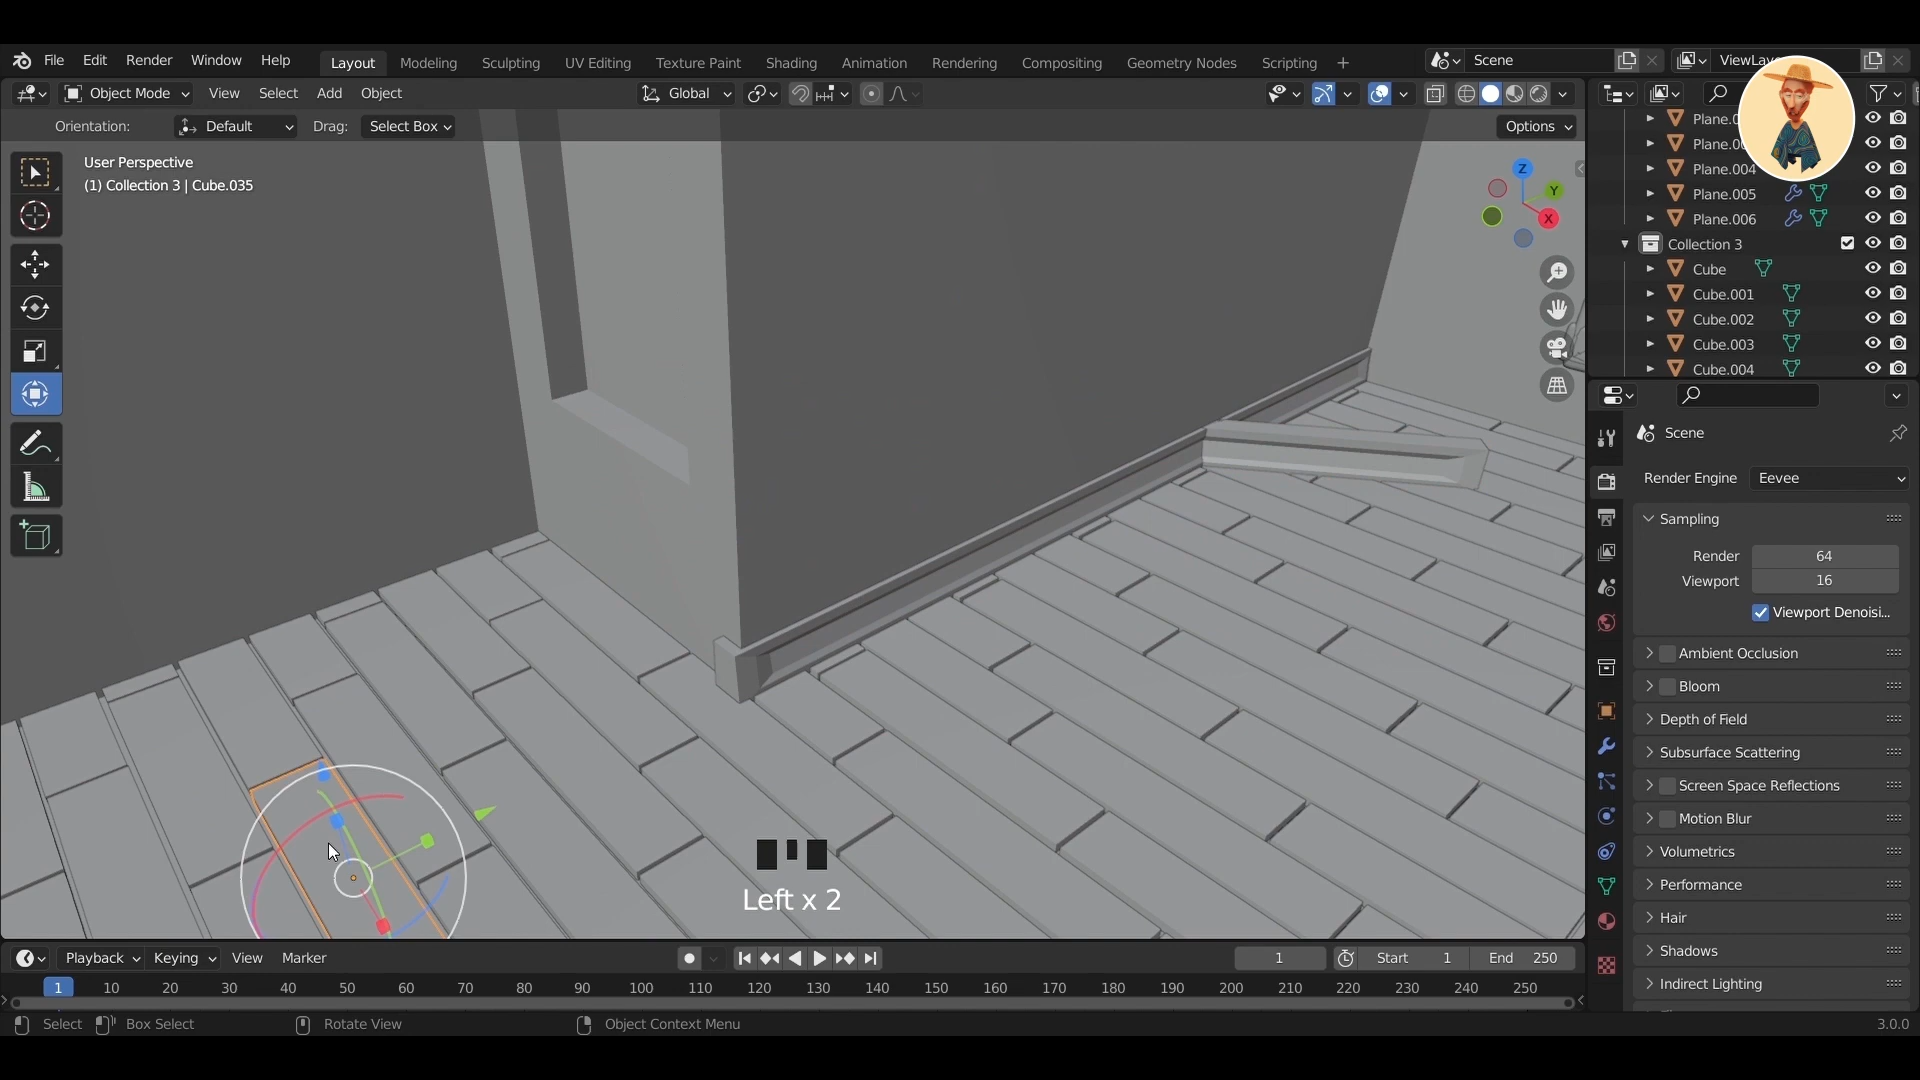 File Edit Render Window Help Layout Modeling Sculpting UV Editing Texture Paint Shading Animation Rendering Compositing Geometry Nodes Scripting + Scene
Object Mode View Select Add Object Global
Orientation: Default Drag: Select Box Options
User Perspective
(1) Collection 3 | Cube.035
Z
Y
X
Plane.004
Plane.005
Plane.006
Collection 3
Cube
Cube.001
Cube.002
Cube.003
Cube.004
Scene
Render Engine Eevee
Sampling
Render 64
Viewport 16
Viewport Denoisi...
Ambient Occlusion
Bloom
Depth of Field
Subsurface Scattering
Screen Space Reflections
Motion Blur
Volumetrics
Performance
Hair
Shadows
Indirect Lighting
Left x 2
Playback Keying View Marker 1 Start 1 End 250
1 10 20 30 40 50 60 70 80 90 100 110 120 130 140 150 160 170 180 190 200 210 220 230 240 250
Select Box Select Rotate View Object Context Menu 3.0.0